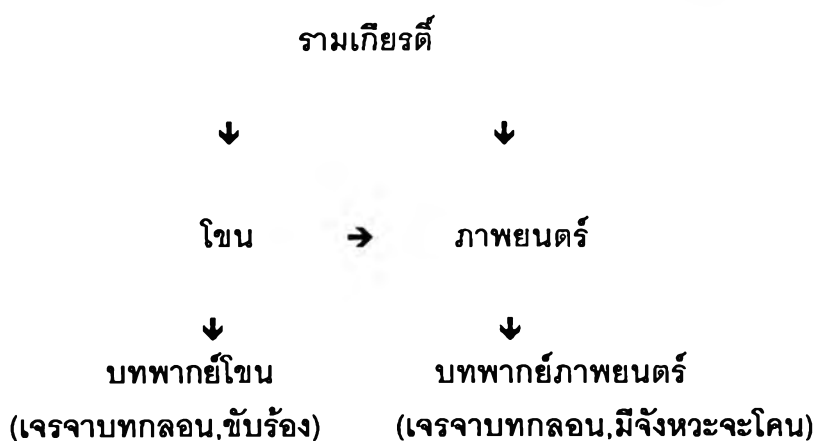 รามเกียรติ์
↓ ↓
โขน → ภาพยนตร์
↓ ↓
บทพากย์โขน บทพากย์ภาพยนตร์
(เจรจาบทกลอน,ขับร้อง) (เจรจาบทกลอน,มีจังหวะจะโคน)